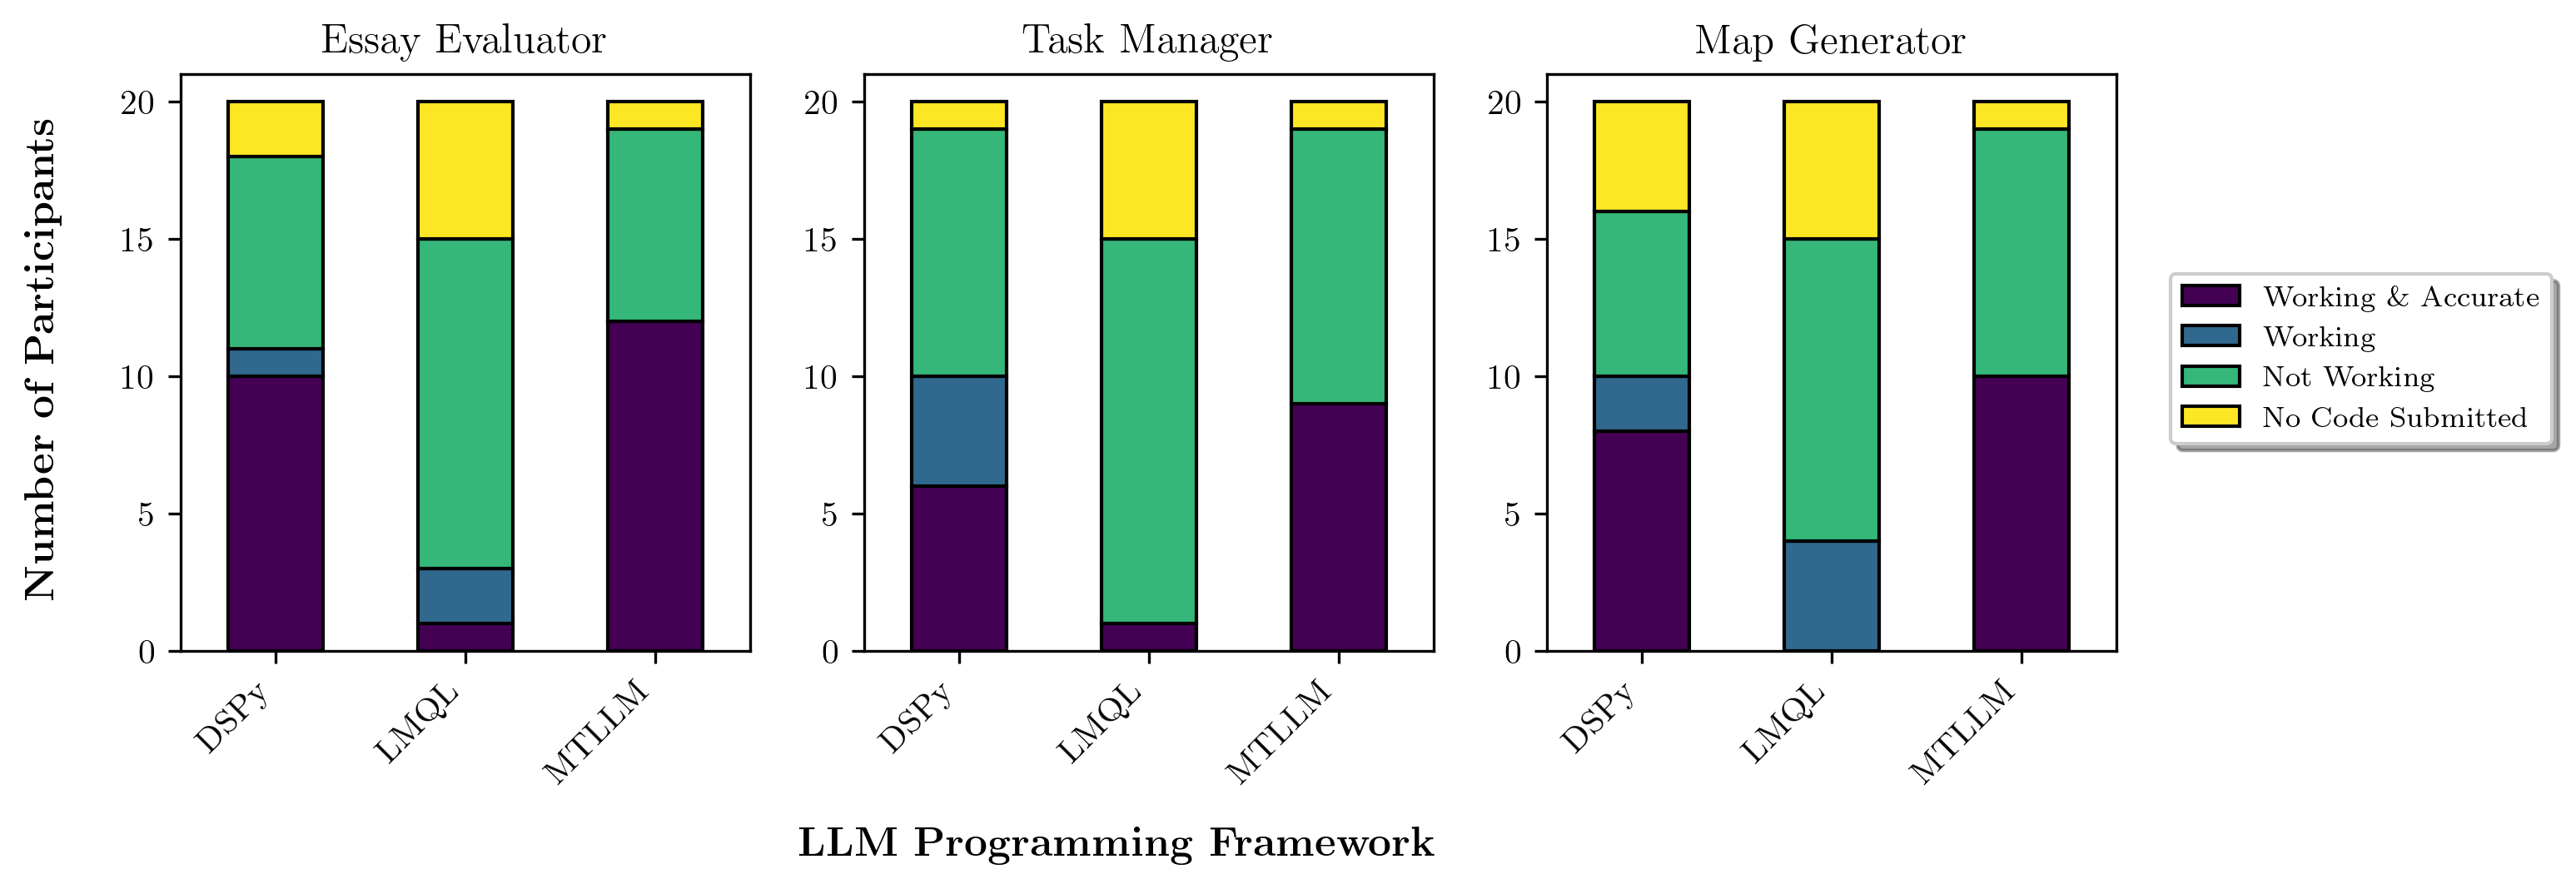 Essay Evaluator
Task Manager
Map Generator
Number of Participants
20
15
10
5
0
DSPy
LMQL
MTLLM
20
15
10
5
0
DSPy
LMQL
MTLLM
20
15
10
5
0
DSPy
LMQL
MTLLM
Working & Accurate
Working
Not Working
No Code Submitted
LLM Programming Framework